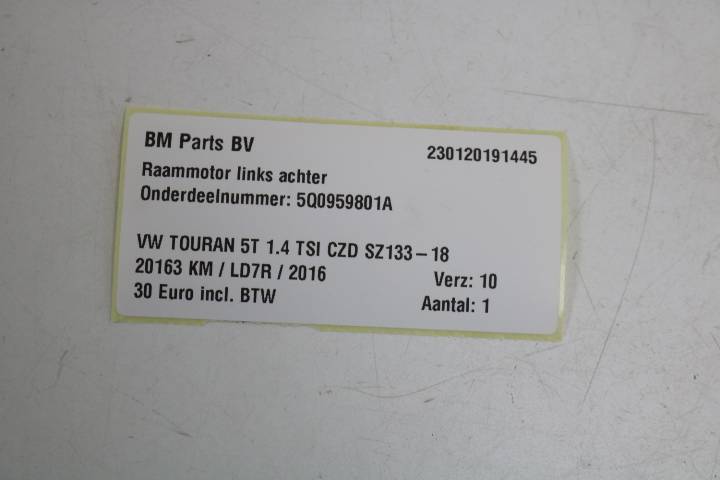 BM Parts BV 230120191445
Raammotor links achter
Onderdeelnummer: 5Q0959801A
VW TOURAN 5T 1.4 TSI CZD SZ133-18
20163 KM / LD7R / 2016 Verz: 10
30 Euro incl. BTW Aantal: 1